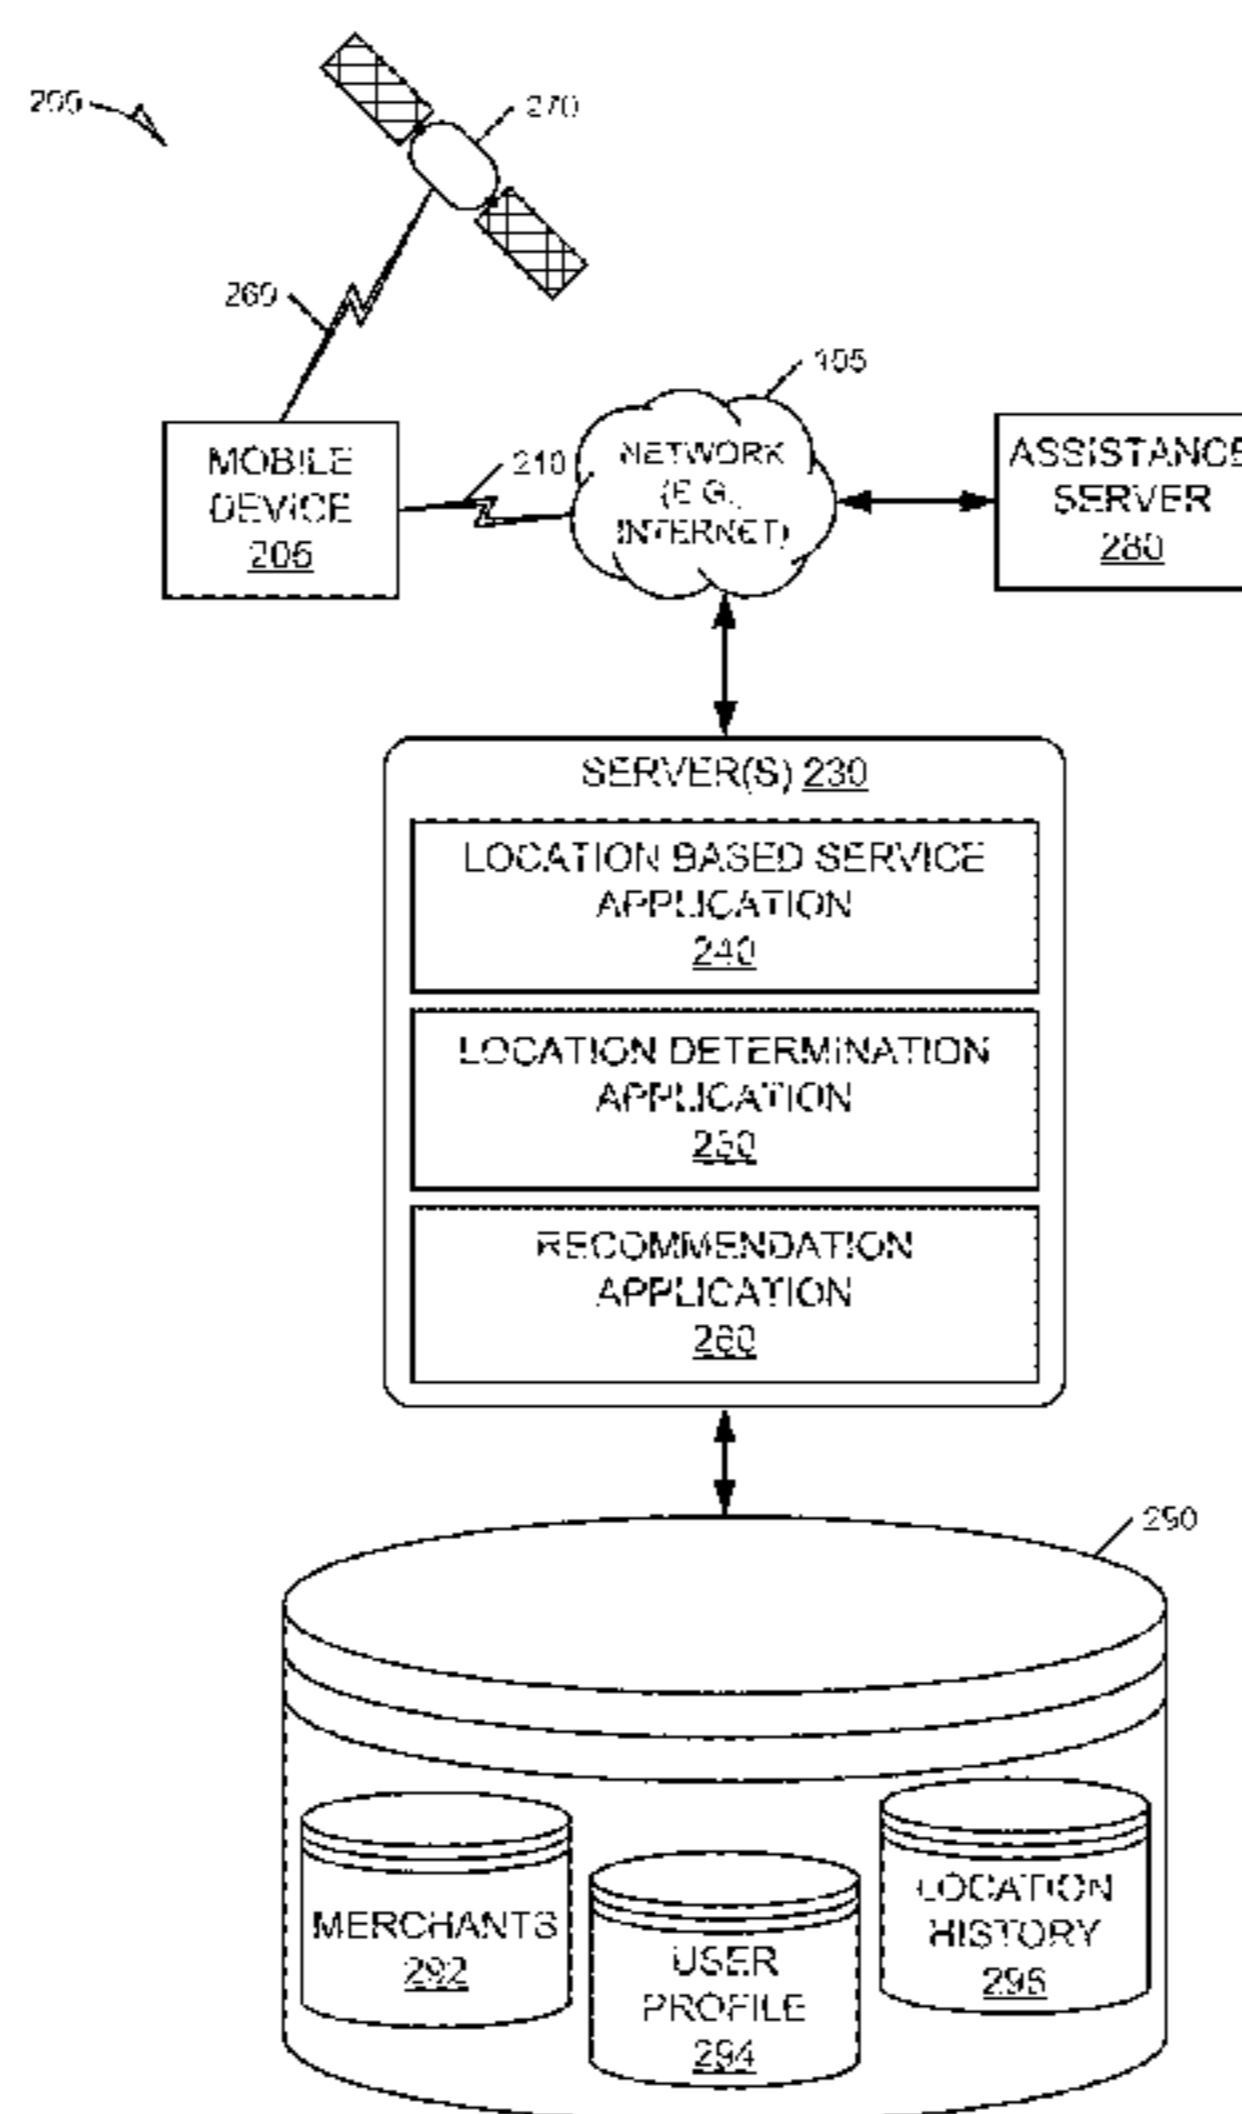 200
270
260
105
MOBILE
DEVICE
205
210
NETWORK
(E.G.,
INTERNET)
ASSISTANCE
SERVER
280
SERVER(S) 230
LOCATION BASED SERVICE
APPLICATION
240
LOCATION DETERMINATION
APPLICATION
250
RECOMMENDATION
APPLICATION
260
290
MERCHANTS
292
USER
PROFILE
294
LOCATION
HISTORY
296